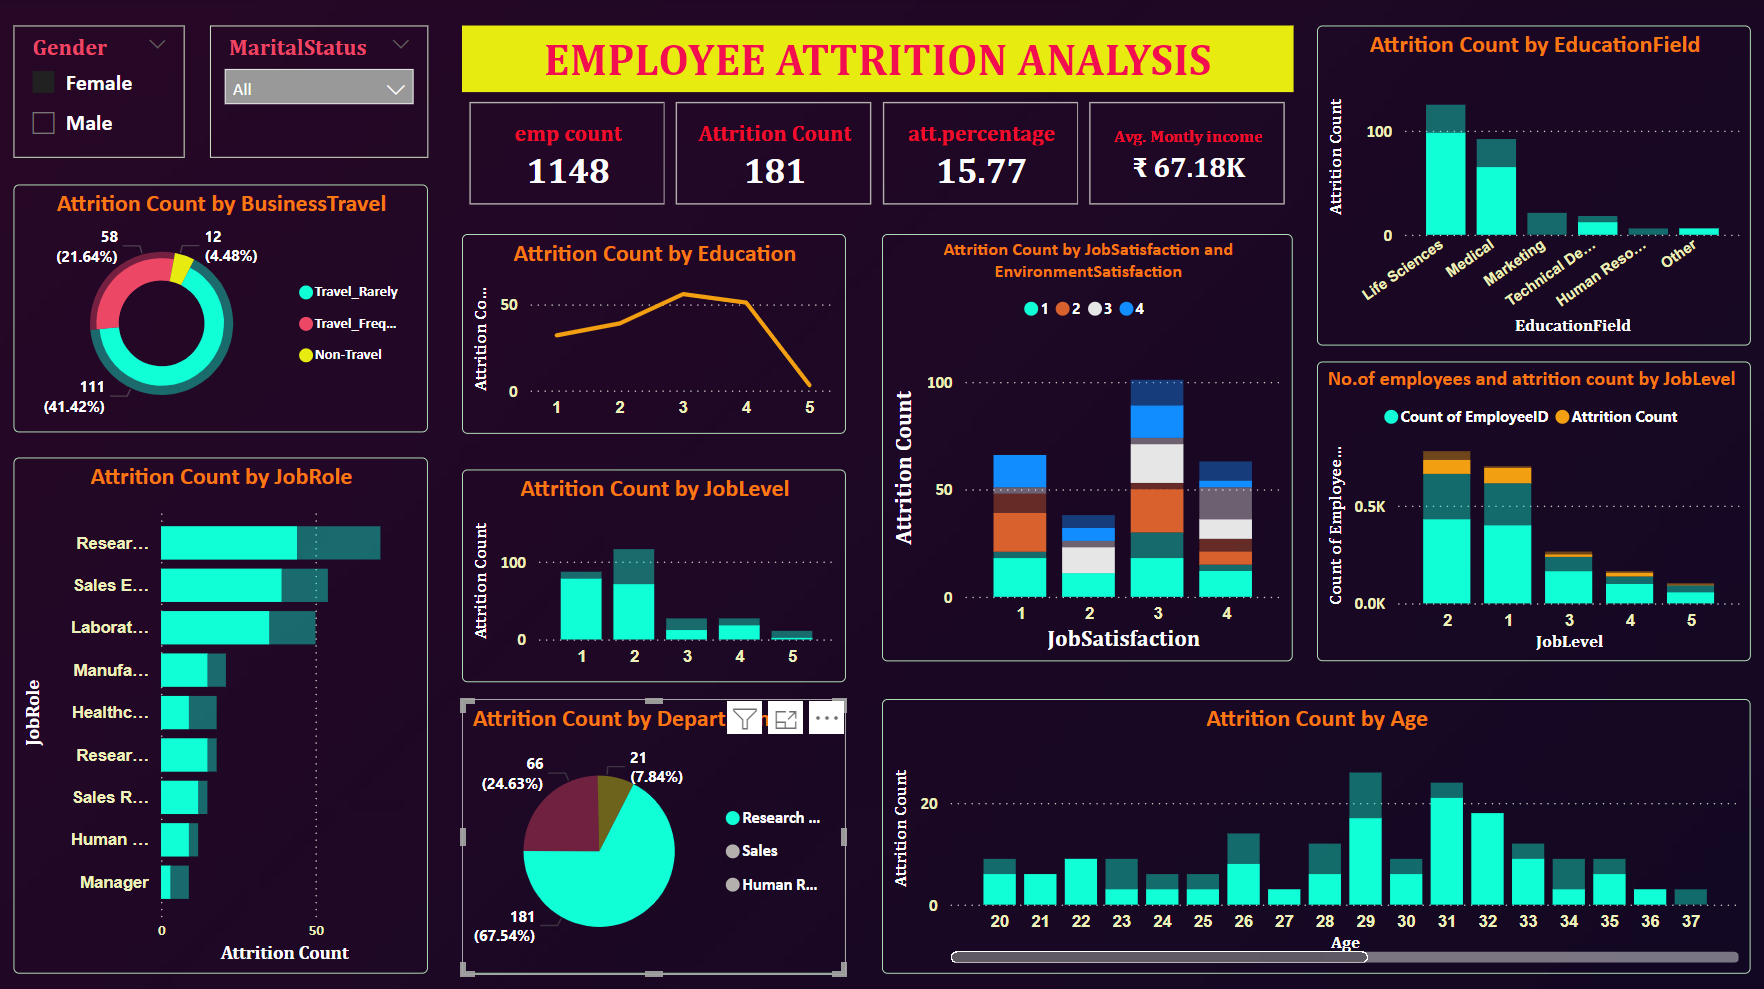 Gender
Female
Male
MaritalStatus
All
EMPLOYEE ATTRITION ANALYSIS
emp count
1148
Attrition Count
181
att.percentage
15.77
Avg. Montly income
₹ 67.18K
Attrition Count by EducationField
Attrition Count
100
0
Life Sciences
Medical
Marketing
Technical De...
Human Reso...
Other
EducationField
Attrition Count by BusinessTravel
58
(21.64%)
12
(4.48%)
111
(41.42%)
Travel_Rarely
Travel_Freq...
Non-Travel
Attrition Count by Education
Attrition Co...
50
0
1 2 3 4 5
Attrition Count by JobSatisfaction and
EnvironmentSatisfaction
1 2 3 4
Attrition Count
100
50
0
1 2 3 4
JobSatisfaction
No.of employees and attrition count by JobLevel
Count of EmployeeID Attrition Count
Count of Employee...
0.5K
0.0K
2 1 3 4 5
JobLevel
Attrition Count by JobRole
JobRole
Resear...
Sales E...
Laborat...
Manufa...
Healthc...
Resear...
Sales R...
Human ...
Manager
0 50
Attrition Count
Attrition Count by JobLevel
Attrition Count
100
0
1 2 3 4 5
Attrition Count by Depart
66
(24.63%)
21
(7.84%)
181
(67.54%)
Research ...
Sales
Human R...
Attrition Count by Age
Attrition Count
20
0
20 21 22 23 24 25 26 27 28 29 30 31 32 33 34 35 36 37
Age